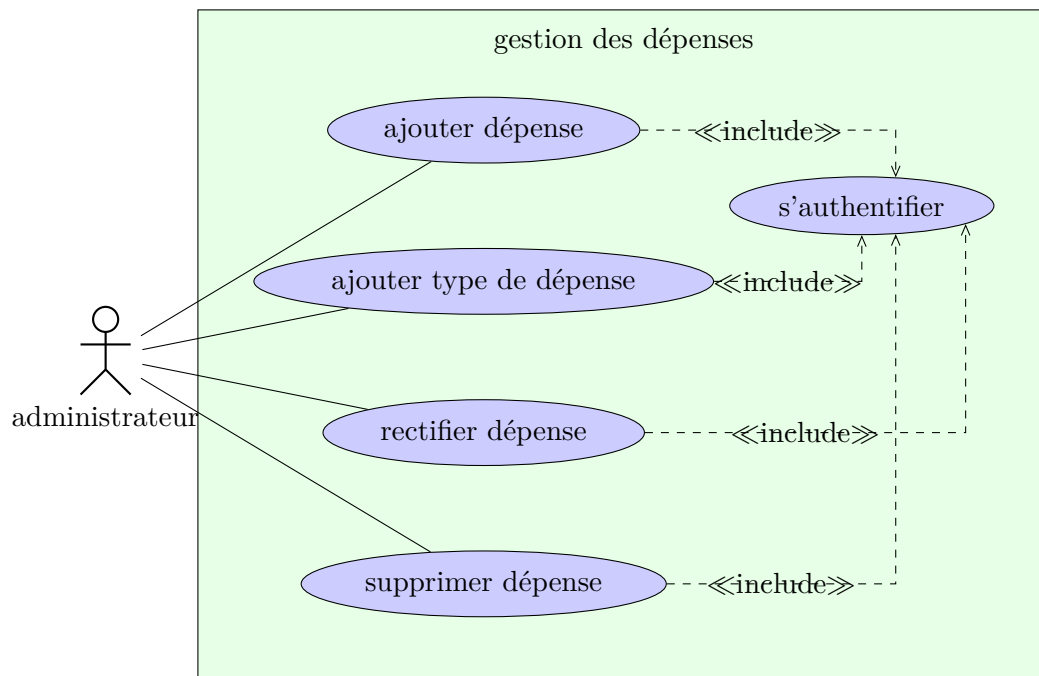 gestion des dépenses
ajouter dépense
≪include≫
s'authentifier
ajouter type de dépense
≪include≫
administrateur
rectifier dépense
≪include≫
supprimer dépense
≪include≫